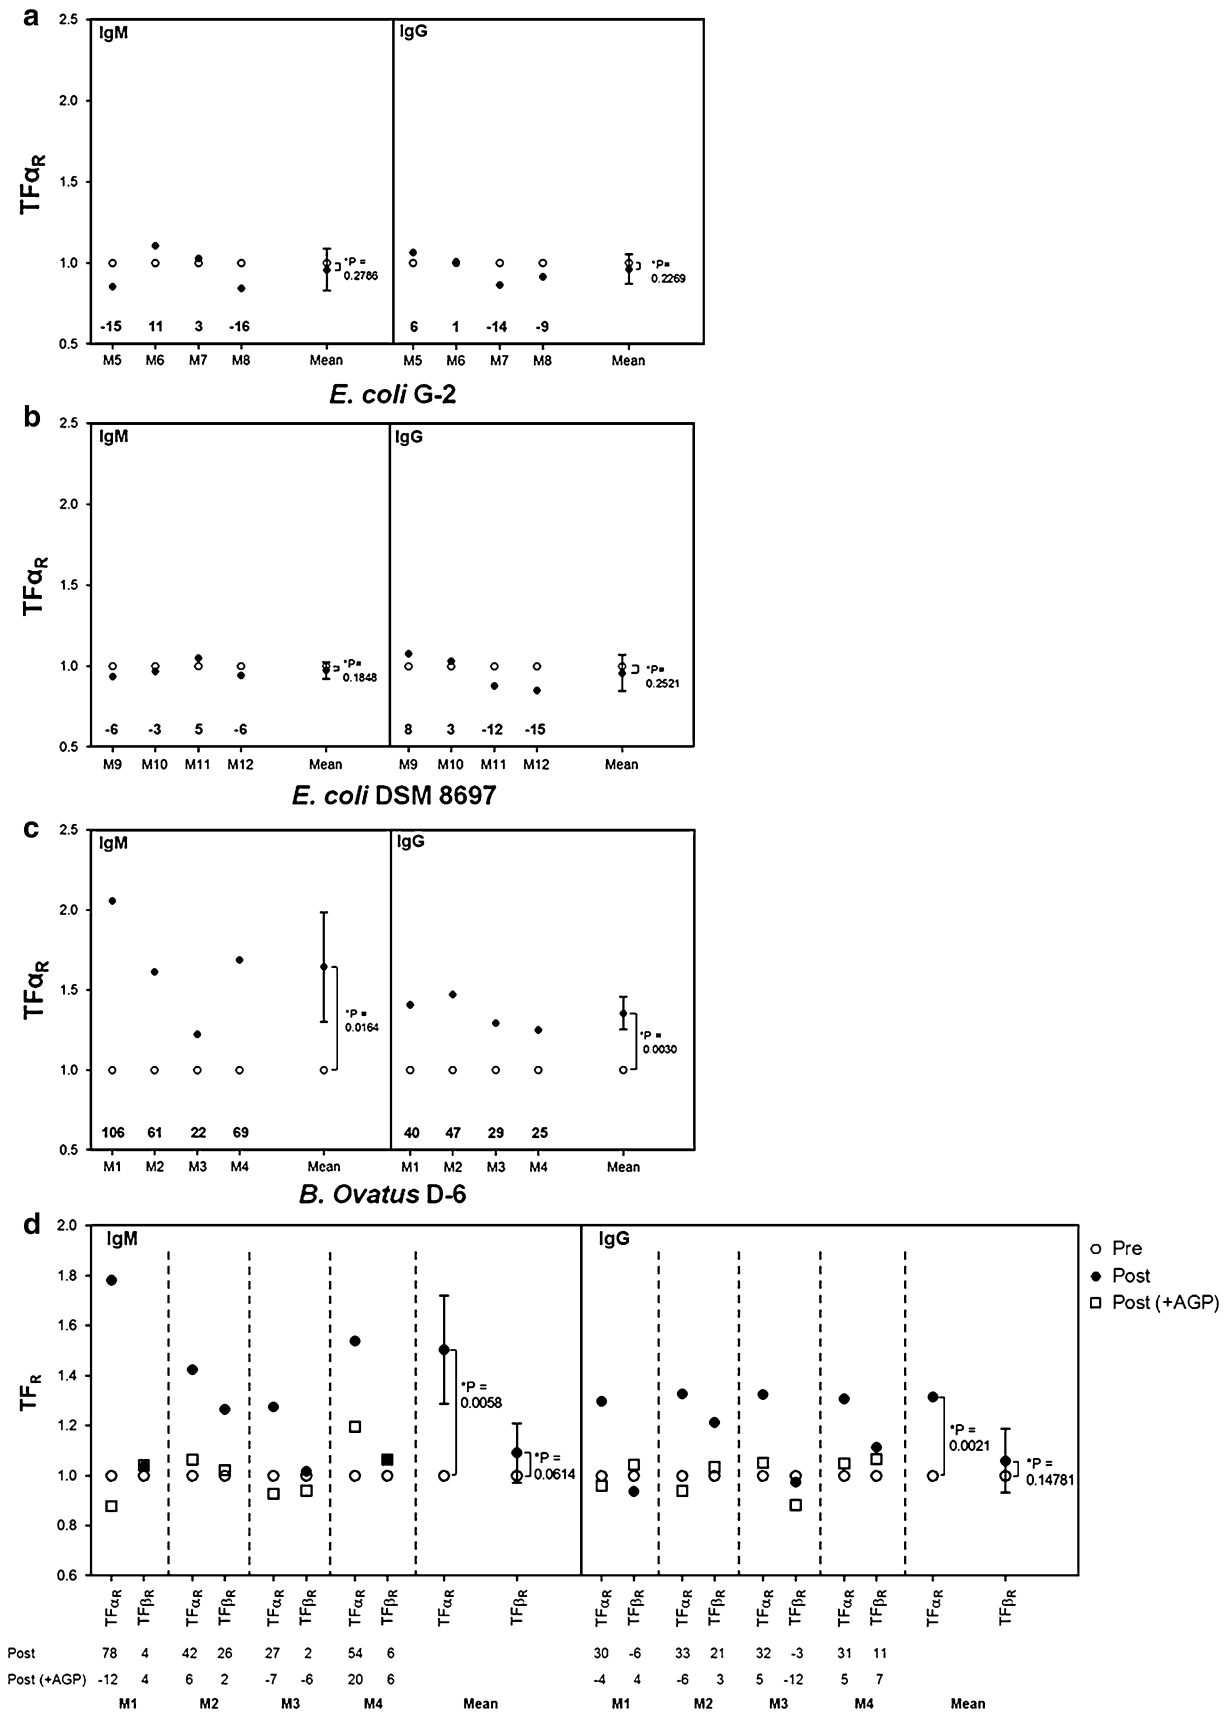 a
IgM
IgG
2.5
2.0
1.5
1.0
0.5
TFαR
*P =
0.2786
*P=
0.2269
-15 11 3 -16
6 1 -14 -9
M5 M6 M7 M8 Mean
M5 M6 M7 M8 Mean
E. coli G-2
b
IgM
IgG
2.5
2.0
1.5
1.0
0.5
TFαR
*P=
0.1848
*P=
0.2521
-6 -3 5 -6
8 3 -12 -15
M9 M10 M11 M12 Mean
M9 M10 M11 M12 Mean
E. coli DSM 8697
c
IgM
IgG
2.5
2.0
1.5
1.0
0.5
TFαR
*P =
0.0164
*P =
0.0030
106 61 22 69
40 47 29 25
M1 M2 M3 M4 Mean
M1 M2 M3 M4 Mean
B. Ovatus D-6
d
IgM
IgG
2.0
1.8
1.6
1.4
1.2
1.0
0.8
0.6
TFR
Pre
Post
Post (+AGP)
*P =
0.0058
*P =
0.0614
*P =
0.0021
*P =
0.14781
TFαR TFβR TFαR TFβR TFαR TFβR TFαR TFβR TFαR TFβR
TFαR TFβR TFαR TFβR TFαR TFβR TFαR TFβR TFαR TFβR
Post 78 4 42 26 27 2 54 6 30 -6 33 21 32 -3 31 11
Post (+AGP) -12 4 6 2 -7 -6 20 6 -4 4 -6 3 5 -12 5 7
M1 M2 M3 M4 Mean M1 M2 M3 M4 Mean